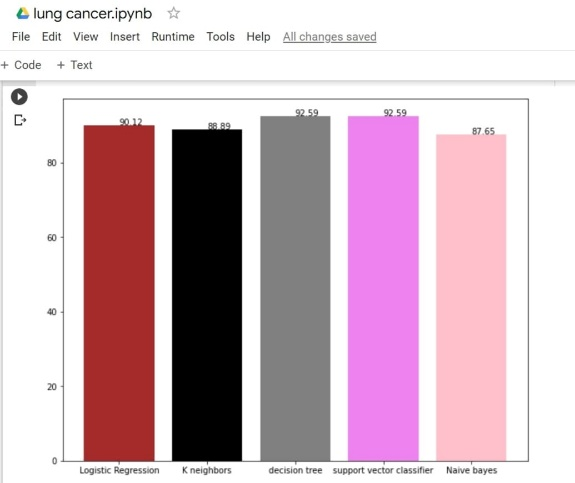 lung cancer.ipynb
File Edit View Insert Runtime Tools Help All changes saved
+ Code + Text
90.12 88.89 92.59 92.59 87.65
80
60
40
20
0
Logistic Regression K neighbors decision tree support vector classifier Naive bayes